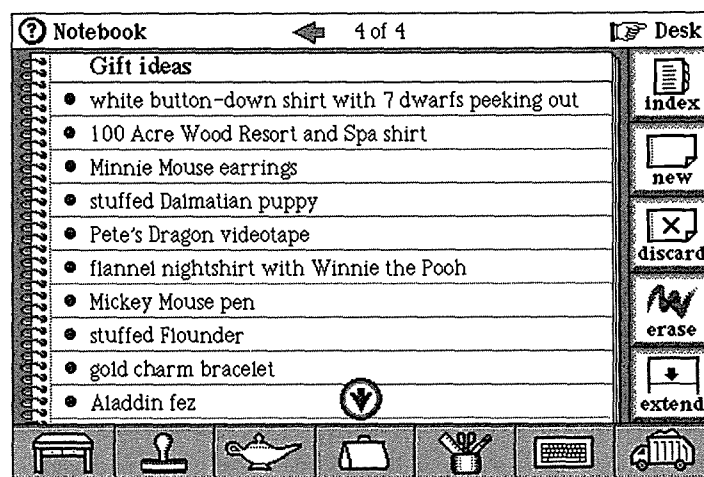 ? Notebook 4 of 4 Desk
Gift ideas
• white button-down shirt with 7 dwarfs peeking out
• 100 Acre Wood Resort and Spa shirt
• Minnie Mouse earrings
• stuffed Dalmatian puppy
• Pete's Dragon videotape
• flannel nightshirt with Winnie the Pooh
• Mickey Mouse pen
• stuffed Flounder
• gold charm bracelet
• Aladdin fez
index
new
discard
erase
extend